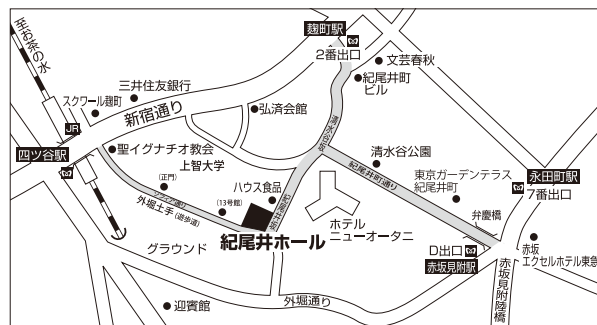 至お茶の水
麹町駅
2番出口
文芸春秋
紀尾井町
ビル
三井住友銀行
スクワール麹町
新宿通り
弘済会館
JR
四ツ谷駅
聖イグナチオ教会
上智大学
(正門)
ソフィア通り
外堀土手(遊歩道)
(13号館)
ハウス食品
清水谷公園
紀尾井町通り
東京ガーデンテラス
紀尾井町
永田町駅
7番出口
弁慶橋
ホテル
ニューオータニ
グラウンド
紀尾井ホール
D出口
赤坂見附駅
赤坂
エクセルホテル東急
迎賓館
外堀通り
赤坂見附陸橋